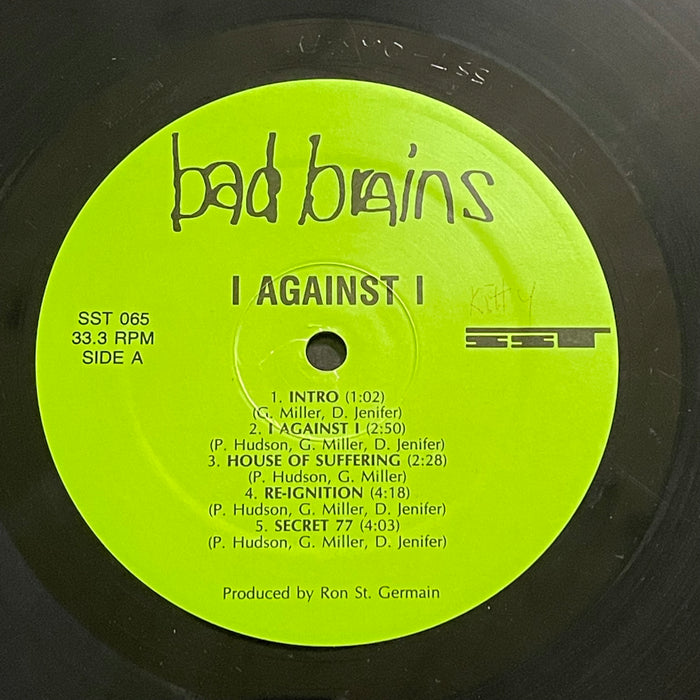 bad brains
I AGAINST I
Kitty
SST 065
33.3 RPM
SIDE A
SST
1. INTRO (1:02)
(G. Miller, D. Jenifer)
2. I AGAINST I (2:50)
(P. Hudson, G. Miller, D. Jenifer)
3. HOUSE OF SUFFERING (2:28)
(P. Hudson, G. Miller)
4. RE-IGNITION (4:18)
(P. Hudson, G. Miller, D. Jenifer)
5. SECRET 77 (4:03)
(P. Hudson, G. Miller, D. Jenifer)
Produced by Ron St. Germain